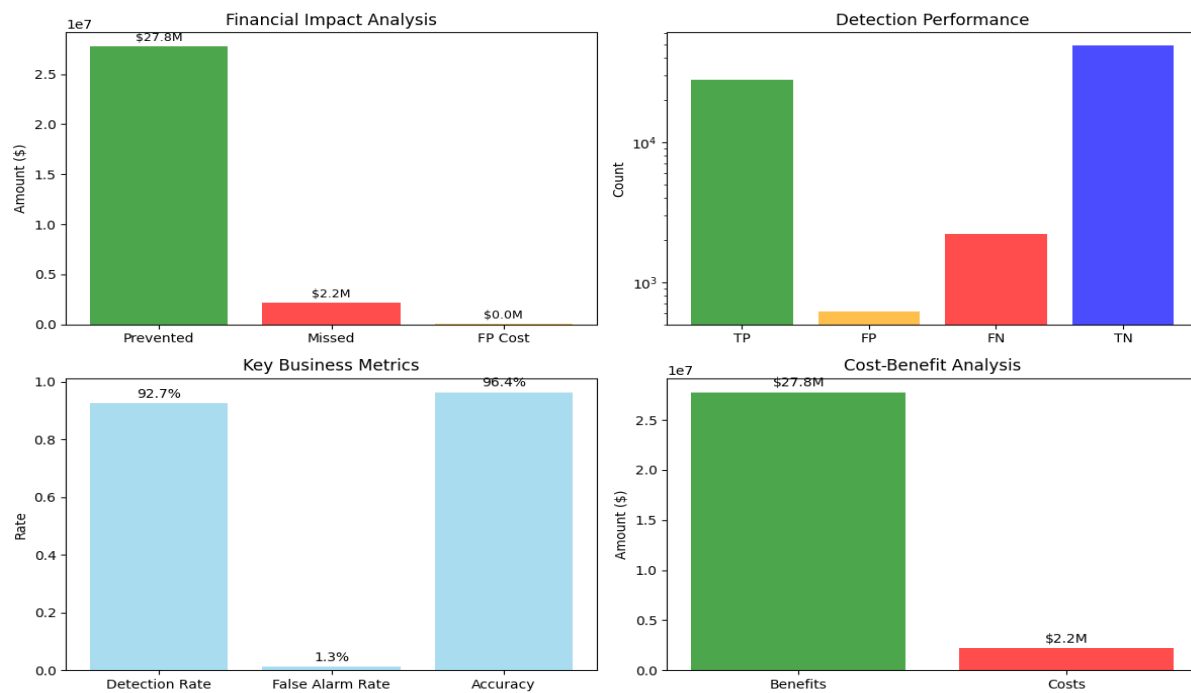 Financial Impact Analysis
1e7
$27.8M
$2.2M
$0.0M
2.5
2.0
1.5
1.0
0.5
0.0
Amount ($)
Prevented Missed FP Cost
Detection Performance
10⁴
10³
Count
TP FP FN TN
Key Business Metrics
92.7%
1.3%
96.4%
1.0
0.8
0.6
0.4
0.2
0.0
Rate
Detection Rate False Alarm Rate Accuracy
Cost-Benefit Analysis
1e7
$27.8M
$2.2M
2.5
2.0
1.5
1.0
0.5
0.0
Amount ($)
Benefits Costs